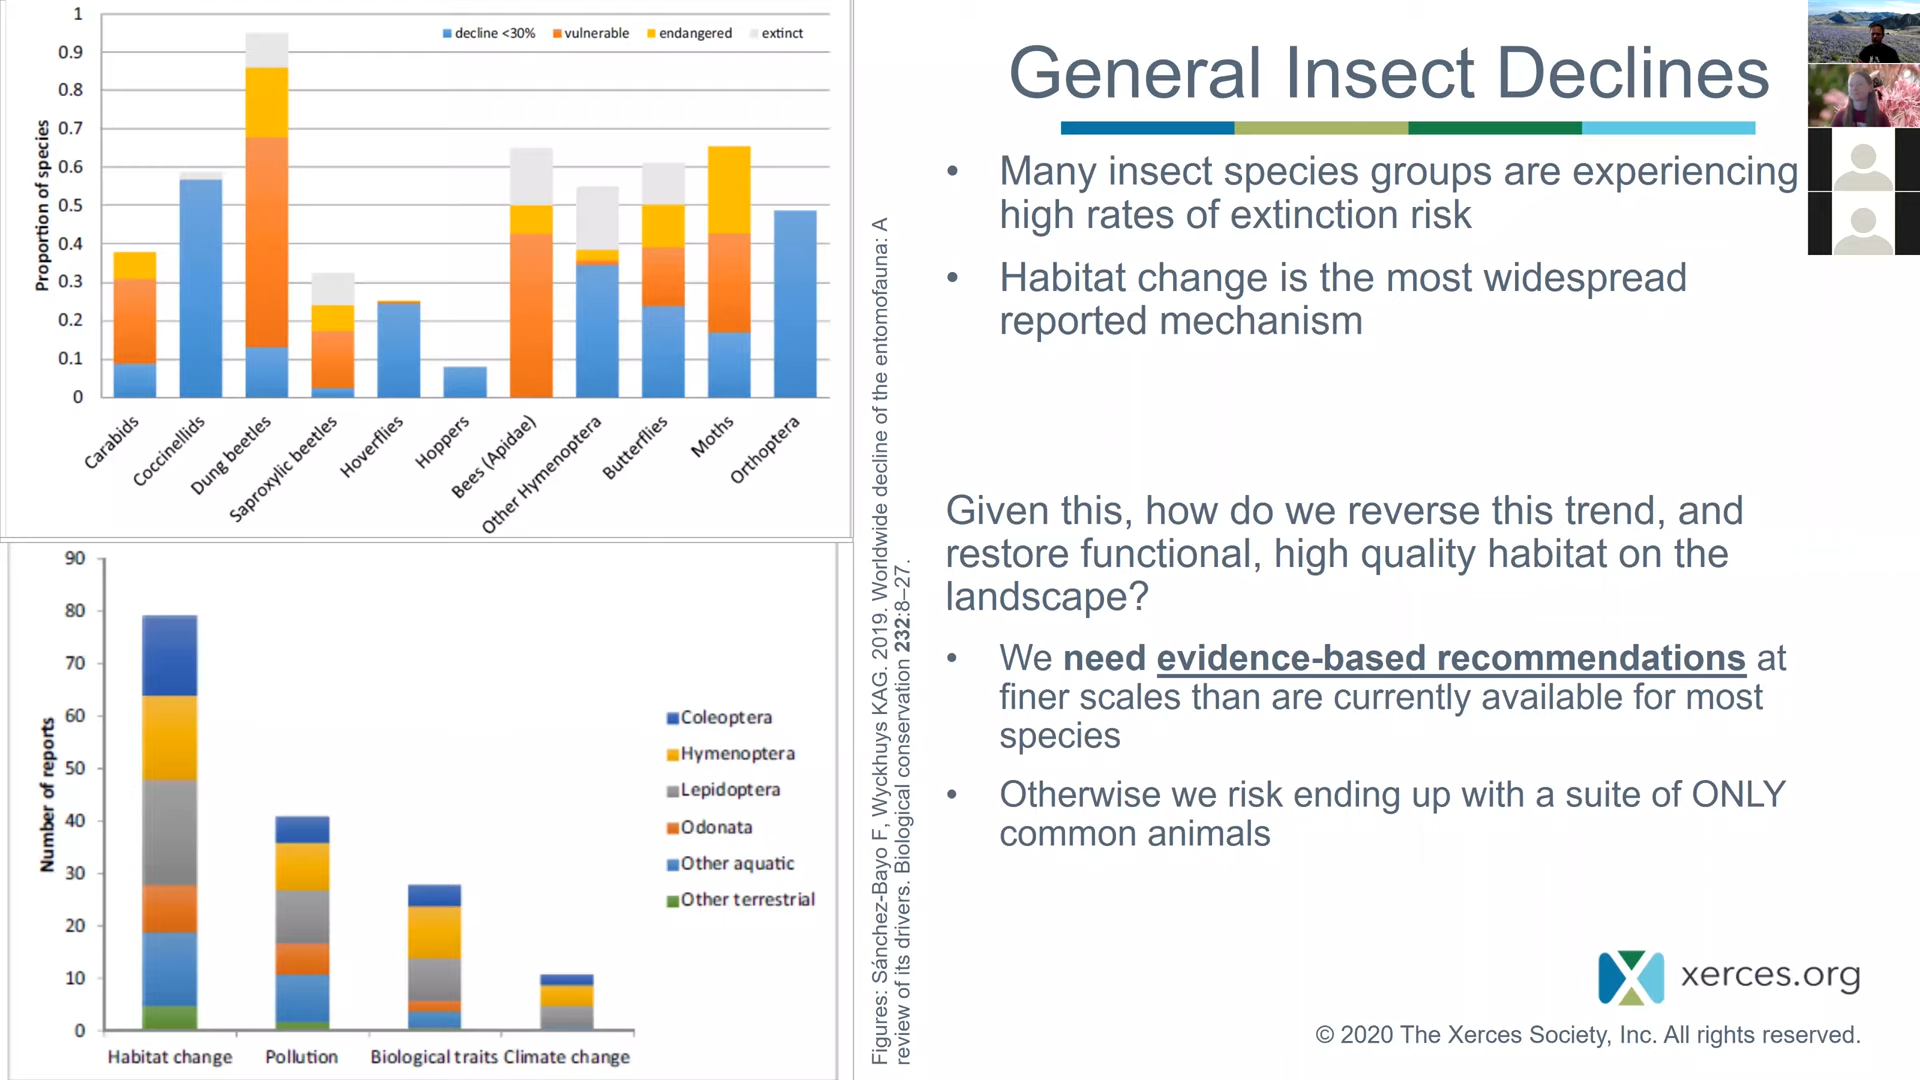 General Insect Declines
• Many insect species groups are experiencing
high rates of extinction risk
• Habitat change is the most widespread
reported mechanism
Given this, how do we reverse this trend, and
restore functional, high quality habitat on the
landscape?
• We need evidence-based recommendations at
finer scales than are currently available for most
species
• Otherwise we risk ending up with a suite of ONLY
common animals
xerces.org
© 2020 The Xerces Society, Inc. All rights reserved.
Figures: Sánchez-Bayo F, Wyckhuys KAG. 2019. Worldwide decline of the entomofauna: A
review of its drivers. Biological conservation 232:8–27.
decline <30% vulnerable endangered extinct
Proportion of species
1
0.9
0.8
0.7
0.6
0.5
0.4
0.3
0.2
0.1
0
Carabids
Coccinellids
Dung beetles
Saproxylic beetles
Hoverflies
Hoppers
Bees (Apidae)
Other Hymenoptera
Butterflies
Moths
Orthoptera
Number of reports
90
80
70
60
50
40
30
20
10
0
Coleoptera
Hymenoptera
Lepidoptera
Odonata
Other aquatic
Other terrestrial
Habitat change Pollution Biological traits Climate change